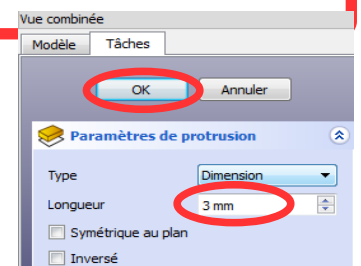 Vue combinée
Modèle Tâches
OK Annuler
Paramètres de protrusion
Type Dimension
Longueur 3 mm
Symétrique au plan
Inversé